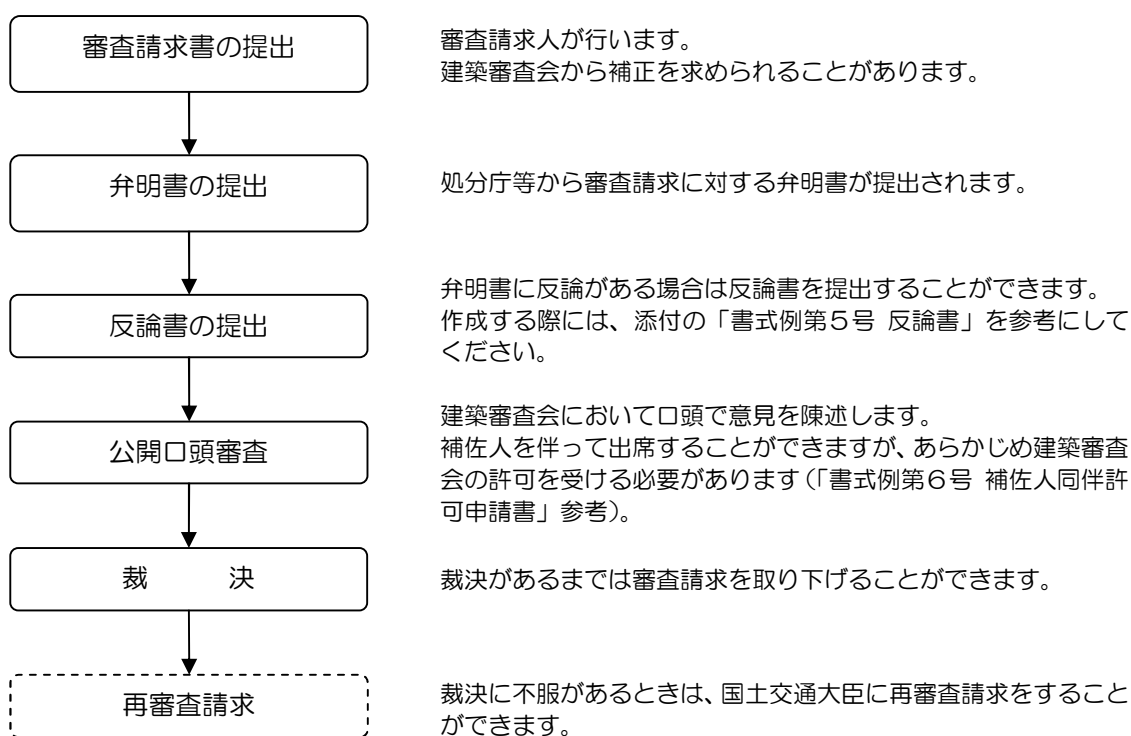 審査請求書の提出
審査請求人が行います。
建築審査会から補正を求められることがあります。
弁明書の提出
処分庁等から審査請求に対する弁明書が提出されます。
反論書の提出
弁明書に反論がある場合は反論書を提出することができます。
作成する際には、添付の「書式例第5号 反論書」を参考にして
ください。
公開口頭審査
建築審査会において口頭で意見を陳述します。
補佐人を伴って出席することができますが、あらかじめ建築審査
会の許可を受ける必要があります(「書式例第6号 補佐人同伴許
可申請書」参考)。
裁 決
裁決があるまでは審査請求を取り下げることができます。
再審査請求
裁決に不服があるときは、国土交通大臣に再審査請求をすること
ができます。